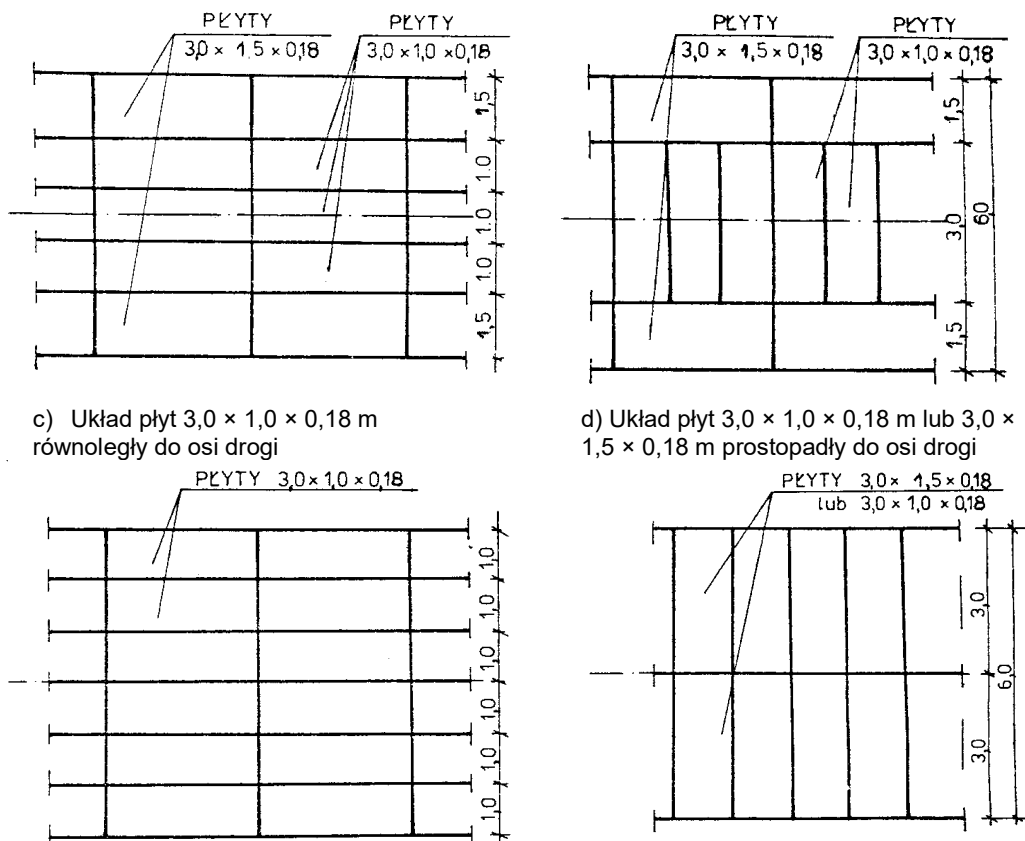 PŁYTY
3,0 × 1,5 × 0,18
PŁYTY
3,0 × 1,0 × 0,18
1,5
1.0
1.0
1.0
1,5
PŁYTY
3,0 × 1,5 × 0,18
PŁYTY
3,0 × 1,0 × 0,18
1,5
3,0
1,5
60
c) Układ płyt 3,0 × 1,0 × 0,18 m
równoległy do osi drogi
d) Układ płyt 3,0 × 1,0 × 0,18 m lub 3,0 ×
1,5 × 0,18 m prostopadły do osi drogi
PŁYTY 3,0 × 1,0 × 0,18
1,0
1,0
1,0
1,0
1,0
1,0
PŁYTY 3,0 × 1,5 × 0,18
lub 3,0 × 1,0 × 0,18
3,0
3,0
6,0